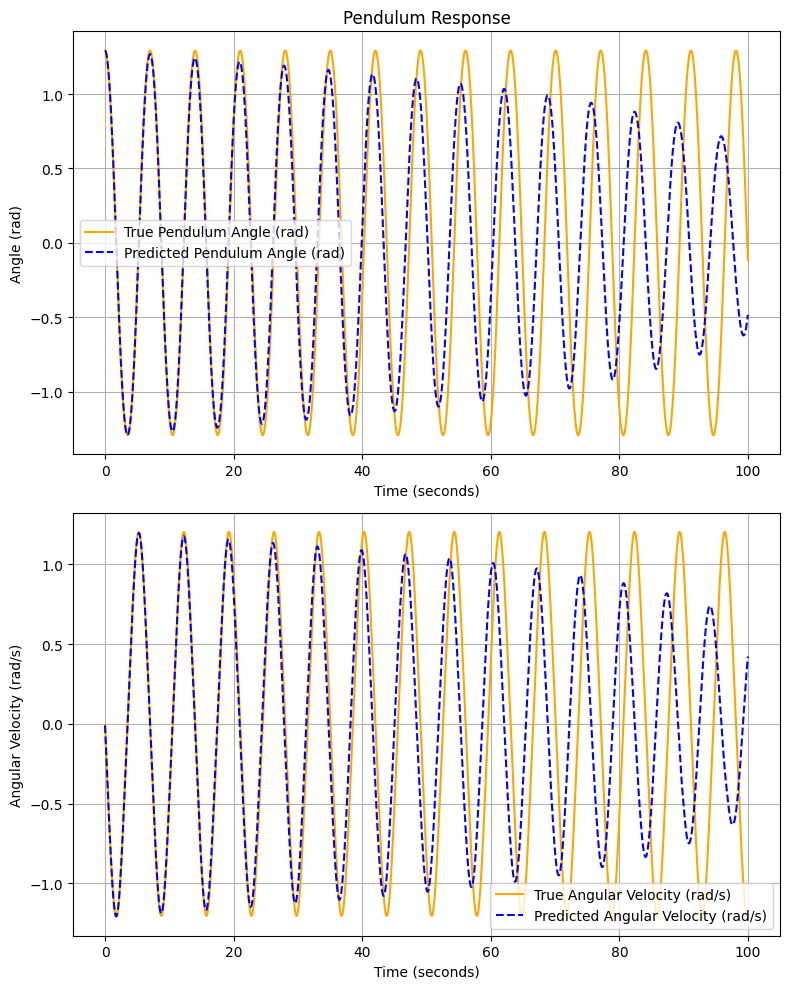 Pendulum Response
Angle (rad)
1.0
0.5
0.0
−0.5
−1.0
True Pendulum Angle (rad)
Predicted Pendulum Angle (rad)
0 20 40 60 80 100
Time (seconds)
Angular Velocity (rad/s)
1.0
0.5
0.0
−0.5
−1.0
True Angular Velocity (rad/s)
Predicted Angular Velocity (rad/s)
0 20 40 60 80 100
Time (seconds)